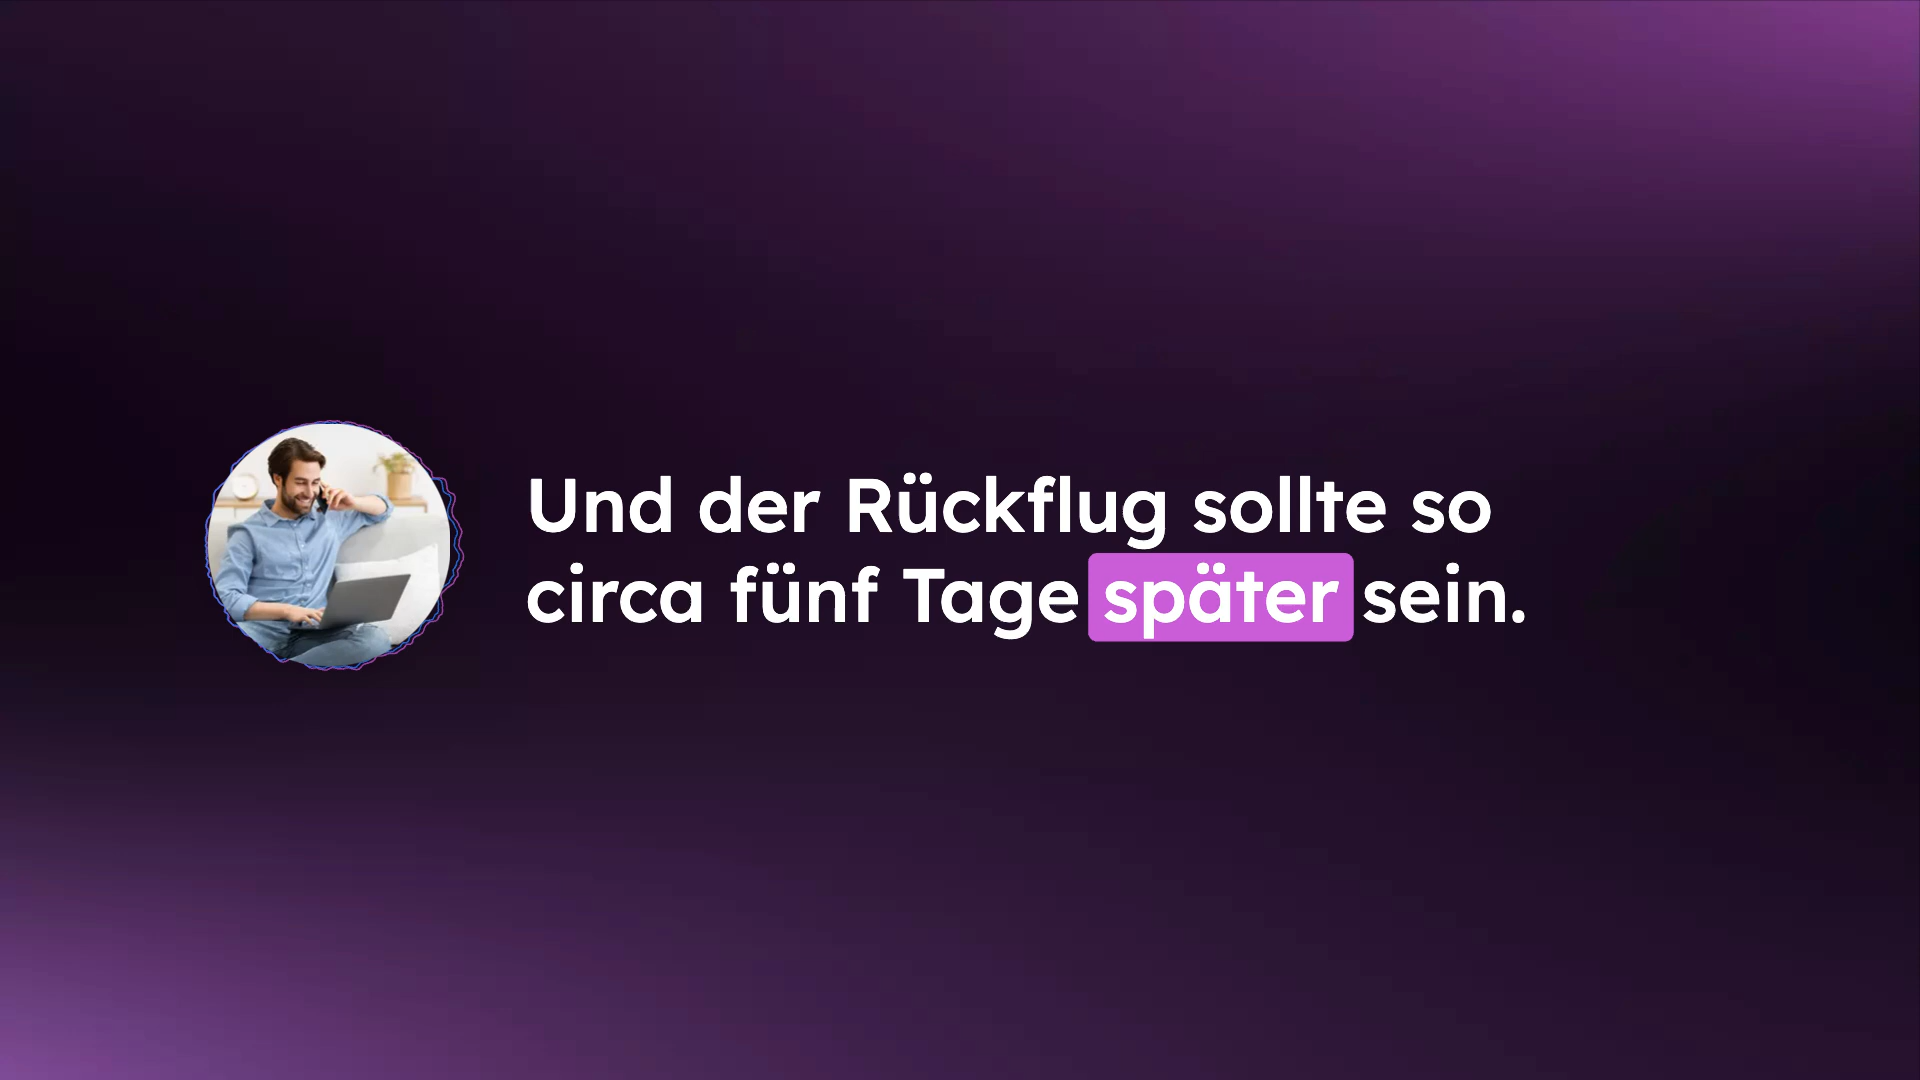 Und der Rückflug sollte so
circa fünf Tage später sein.